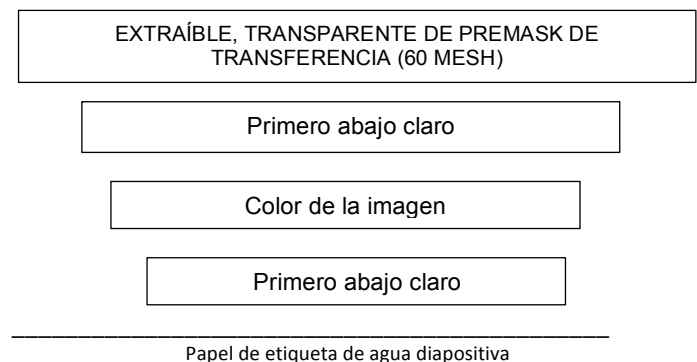 EXTRAÍBLE, TRANSPARENTE DE PREMASK DE
TRANSFERENCIA (60 MESH)
Primero abajo claro
Color de la imagen
Primero abajo claro
Papel de etiqueta de agua diapositiva